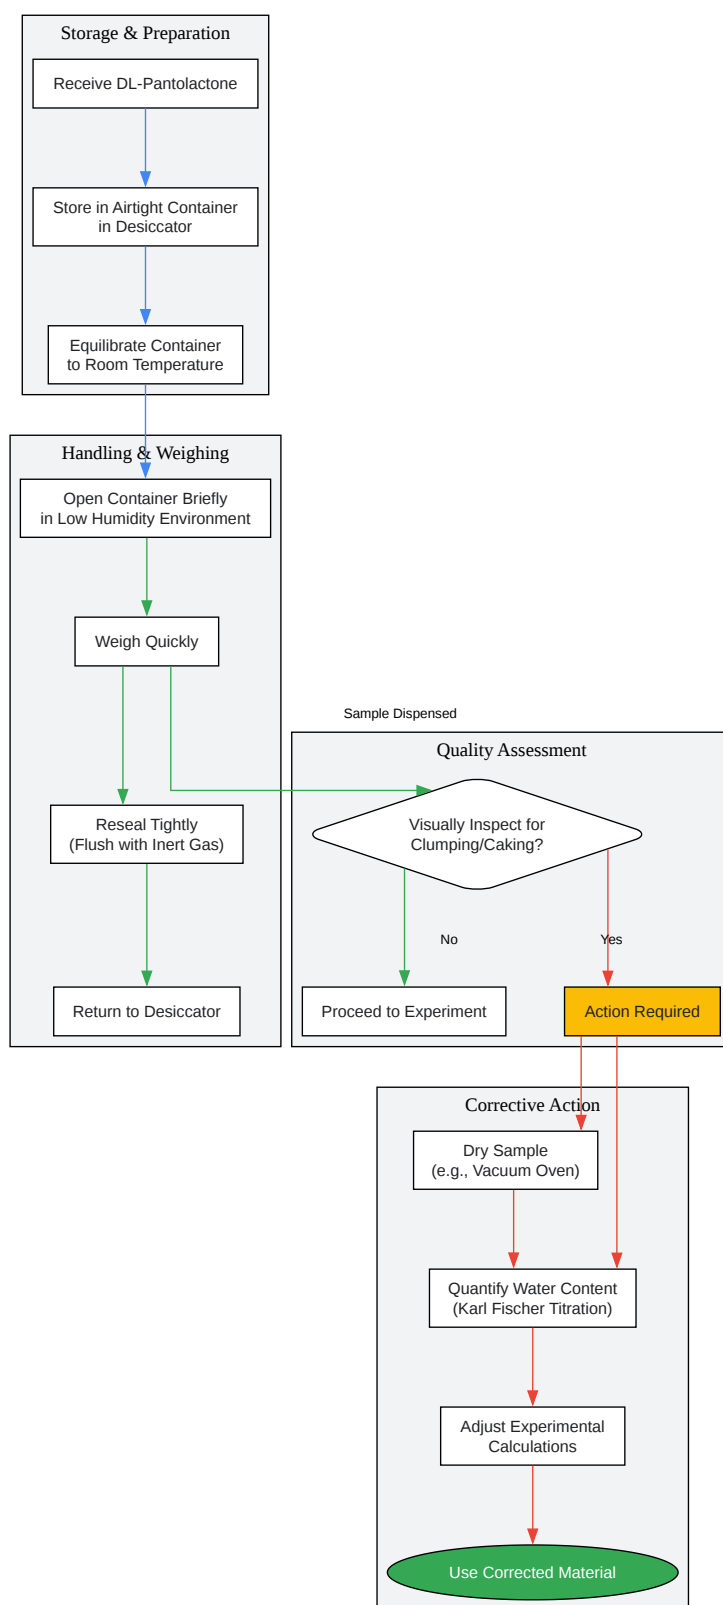 Storage & Preparation
Receive DL-Pantolactone
Store in Airtight Container
in Desiccator
Equilibrate Container
to Room Temperature
Handling & Weighing
Open Container Briefly
in Low Humidity Environment
Weigh Quickly
Sample Dispensed
Quality Assessment
Visually Inspect for
Clumping/Caking?
Reseal Tightly
(Flush with Inert Gas)
No
Yes
Return to Desiccator
Proceed to Experiment
Action Required
Corrective Action
Dry Sample
(e.g., Vacuum Oven)
Quantify Water Content
(Karl Fischer Titration)
Adjust Experimental
Calculations
Use Corrected Material